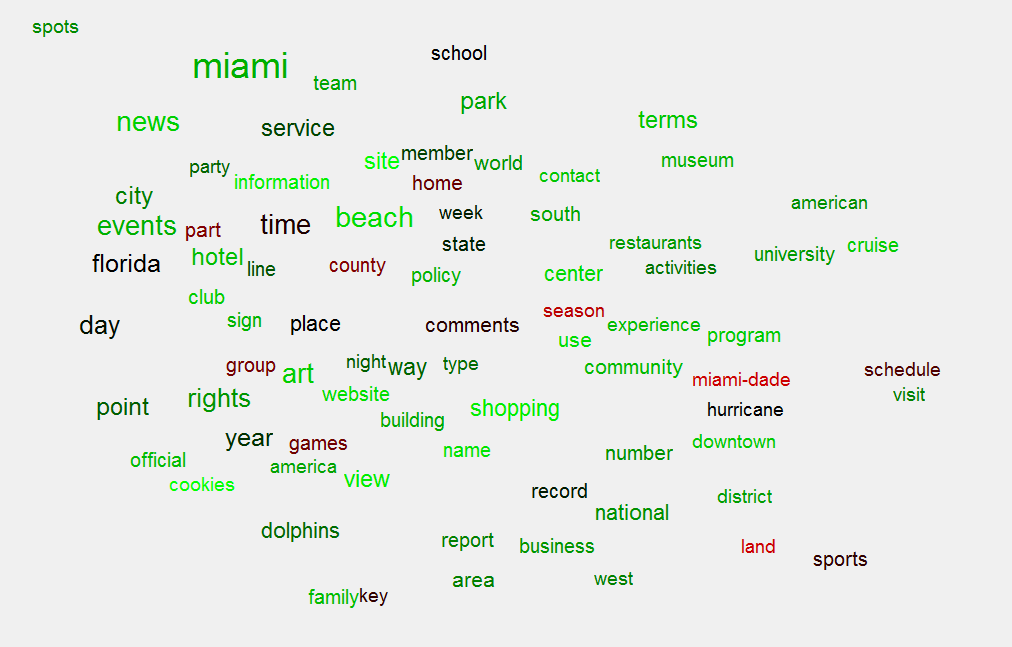 spots
school
miami
team
park
news
service
terms
member
site
world
museum
party
information
home
contact
city
american
week
south
events
part
time
beach
state
restaurants
cruise
university
florida
hotel
line
county
policy
center
activities
club
season
sign
place
comments
experience
day
use
program
group
art
night
way
type
community
miami-dade
schedule
website
visit
rights
point
shopping
hurricane
building
year
games
name
downtown
number
official
america
view
cookies
record
district
national
dolphins
report
business
land
sports
area
west
family
key